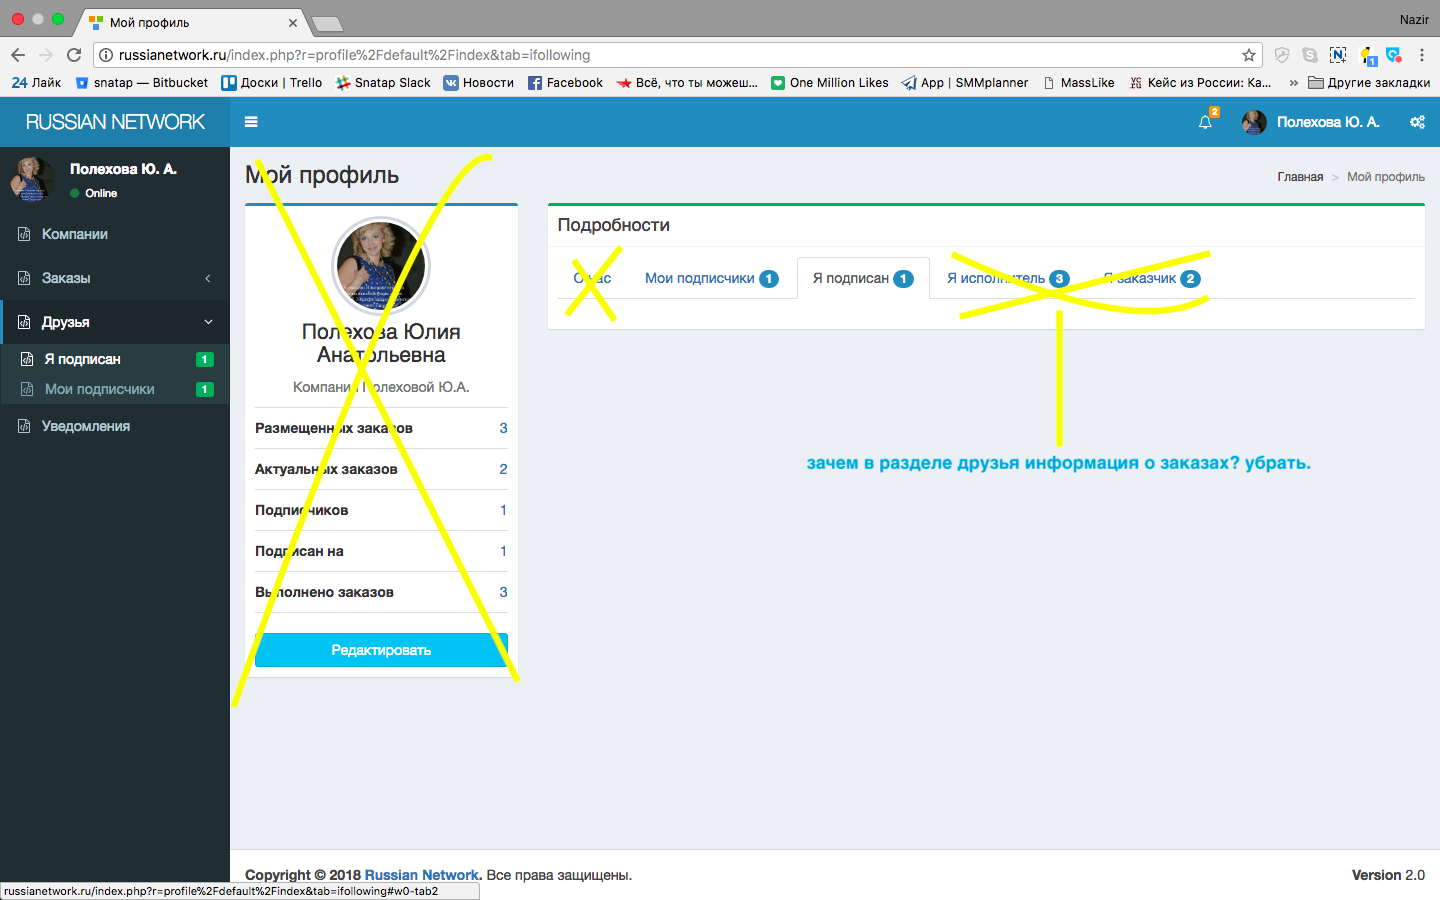 Мой профиль
Nazir
russianetwork.ru/index.php?r=profile%2Fdefault%2Findex&tab=ifollowing
24 Лайк
snatap — Bitbucket
Доски | Trello
Snatap Slack
Новости
Facebook
Всё, что ты можеш...
One Million Likes
App | SMMplanner
MassLike
Кейс из России: Ка...
»
Другие закладки
RUSSIAN NETWORK
2
Полехова Ю. А.
Полехова Ю. А.
Online
Компании
Заказы
Друзья
Я подписан 1
Мои подписчики 1
Уведомления
Мой профиль
Главная > Мой профиль
Полехова Юлия
Анатольевна
Компания Полеховой Ю.А.
Размещенных заказов 3
Актуальных заказов 2
Подписчиков 1
Подписан на 1
Выполнено заказов 3
Редактировать
Подробности
О нас
Мои подписчики 1
Я подписан 1
Я исполнитель 3
Я заказчик 2
зачем в разделе друзья информация о заказах? убрать.
Copyright © 2018 Russian Network. Все права защищены.
Version 2.0
russianetwork.ru/index.php?r=profile%2Fdefault%2Findex&tab=ifollowing#w0-tab2